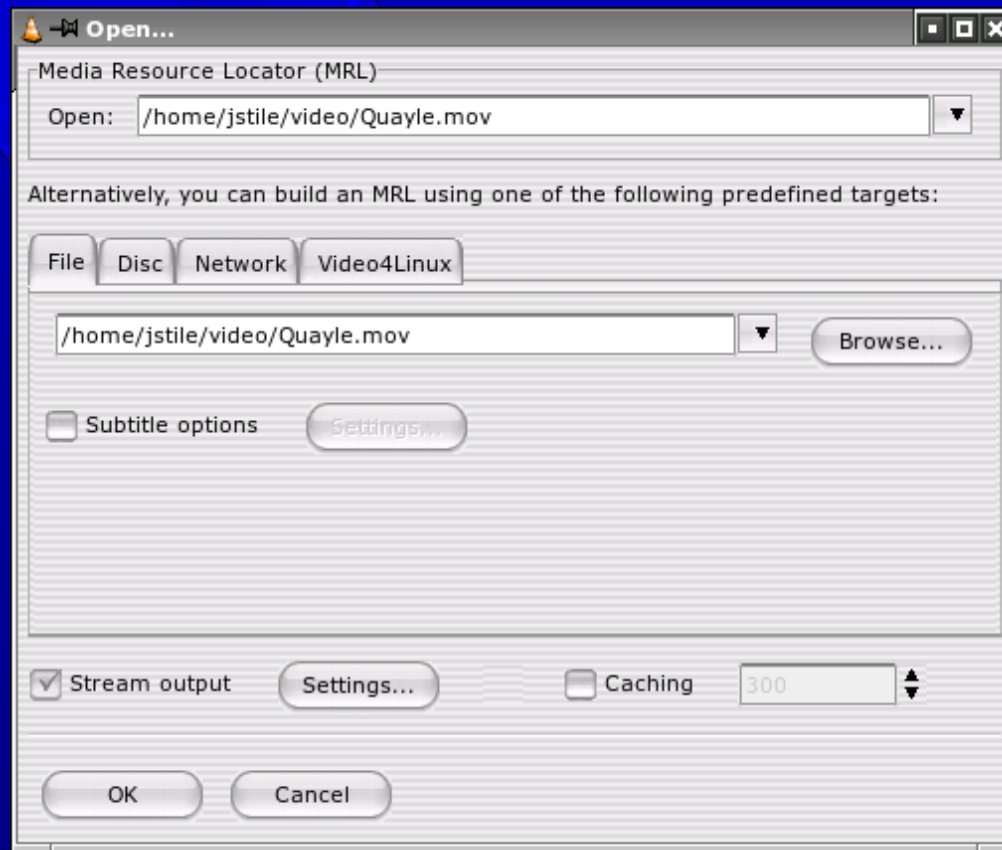 Open...
Media Resource Locator (MRL)
Open: /home/jstile/video/Quayle.mov
Alternatively, you can build an MRL using one of the following predefined targets:
File Disc Network Video4Linux
/home/jstile/video/Quayle.mov Browse...
Subtitle options Settings...
Stream output Settings... Caching 300
OK Cancel